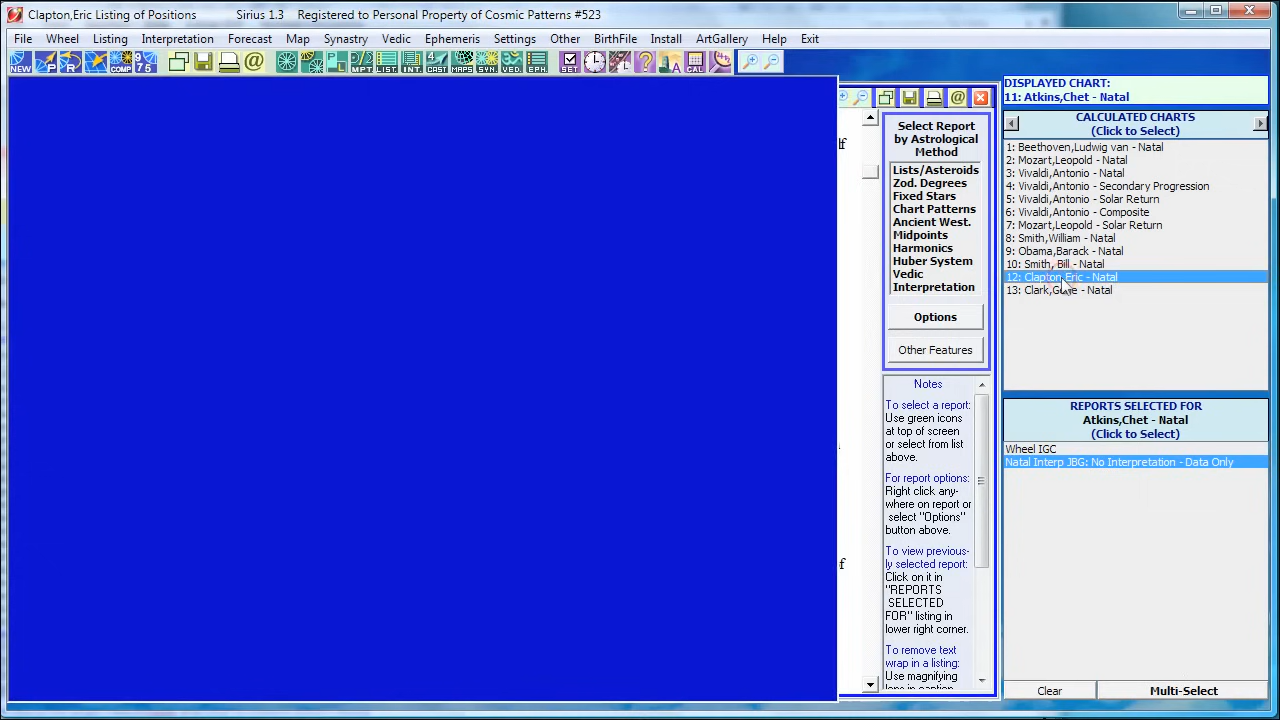 Clapton,Eric Listing of Positions Sirius 1.3 Registered to Personal Property of Cosmic Patterns #523
File Wheel Listing Interpretation Forecast Map Synastry Vedic Ephemeris Settings Other BirthFile Install ArtGallery Help Exit
NEW P R COMP 9 7 5 @ MPT. LIST. INT. CAST MAPS SYN. VED. EPH. SET CAL
DISPLAYED CHART:
11: Atkins,Chet - Natal
CALCULATED CHARTS
(Click to Select)
1: Beethoven,Ludwig van - Natal
2: Mozart,Leopold - Natal
3: Vivaldi,Antonio - Natal
4: Vivaldi,Antonio - Secondary Progression
5: Vivaldi,Antonio - Solar Return
6: Vivaldi,Antonio - Composite
7: Mozart,Leopold - Solar Return
8: Smith,William - Natal
9: Obama,Barack - Natal
10: Smith, Bill - Natal
12: Clapton,Eric - Natal
13: Clark, - Natal
REPORTS SELECTED FOR
Atkins,Chet - Natal
(Click to Select)
Wheel IGC
Natal Interp JBG: No Interpretation - Data Only
Clear Multi-Select
@
Select Report
by Astrological
Method
Lists/Asteroids
Zod. Degrees
Fixed Stars
Chart Patterns
Ancient West.
Midpoints
Harmonics
Huber System
Vedic
Interpretation
Options
Other Features
Notes
To select a report:
Use green icons
at top of screen
or select from list
above.
For report options:
Right click any-
where on report or
select "Options"
button above.
To view previous-
ly selected report:
Click on it in
"REPORTS
SELECTED
FOR" listing in
lower right corner.
To remove text
wrap in a listing:
Use magnifying